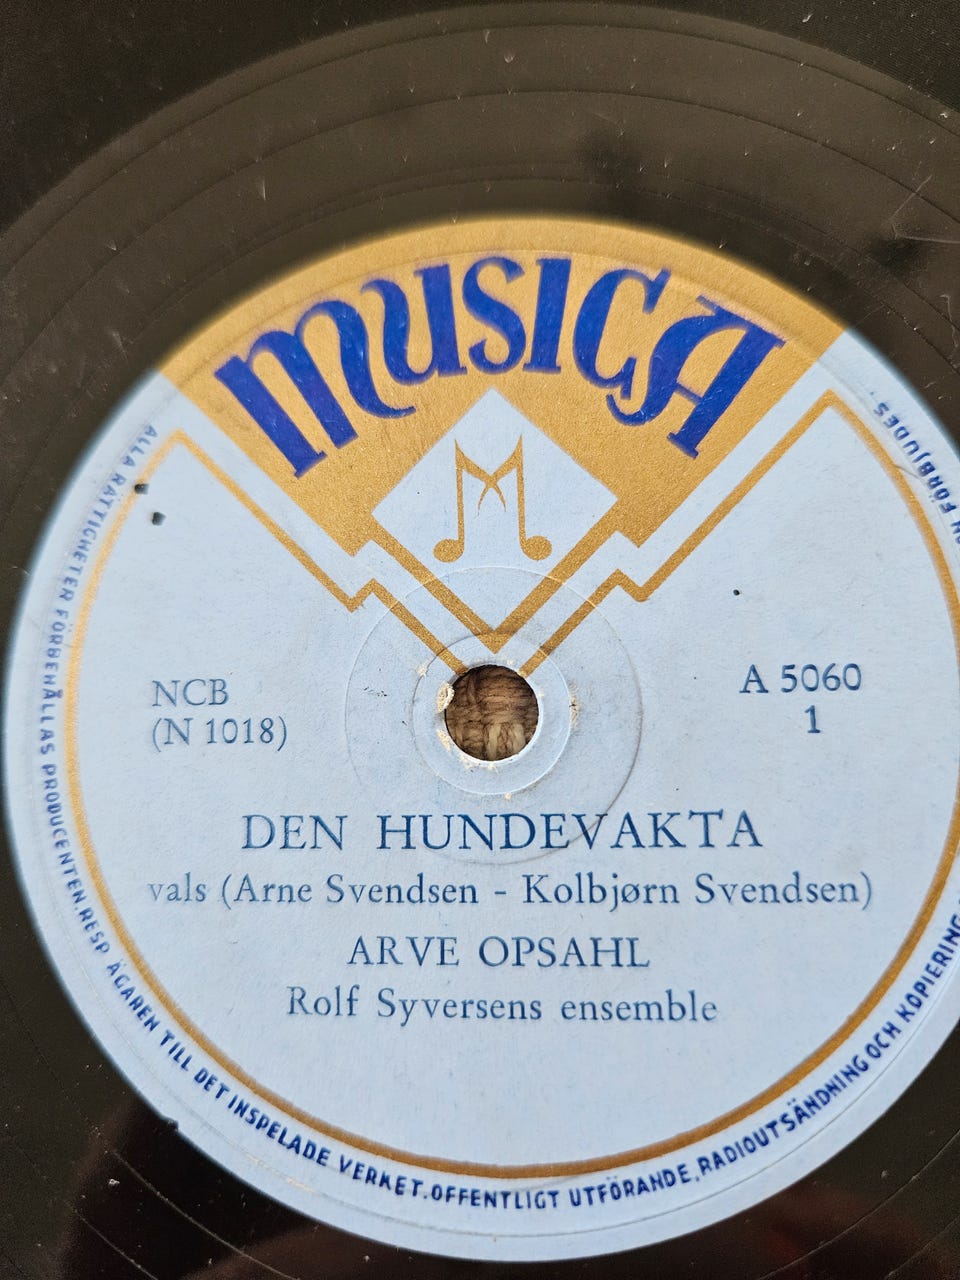 MUSICA
NCB
(N 1018)
A 5060
1
DEN HUNDEVAKTA
vals (Arne Svendsen - Kolbjørn Svendsen)
ARVE OPSAHL
Rolf Syversens ensemble
ALLA RÄTTIGHETER FÖRBEHÅLLAS PRODUCENTEN RESP ÄGAREN TILL DET INSPELADE VERKET. OFFENTLIGT UTFÖRANDE, RADIOUTSÄNDNING OCH KOPIERING FÖRBJUDES.